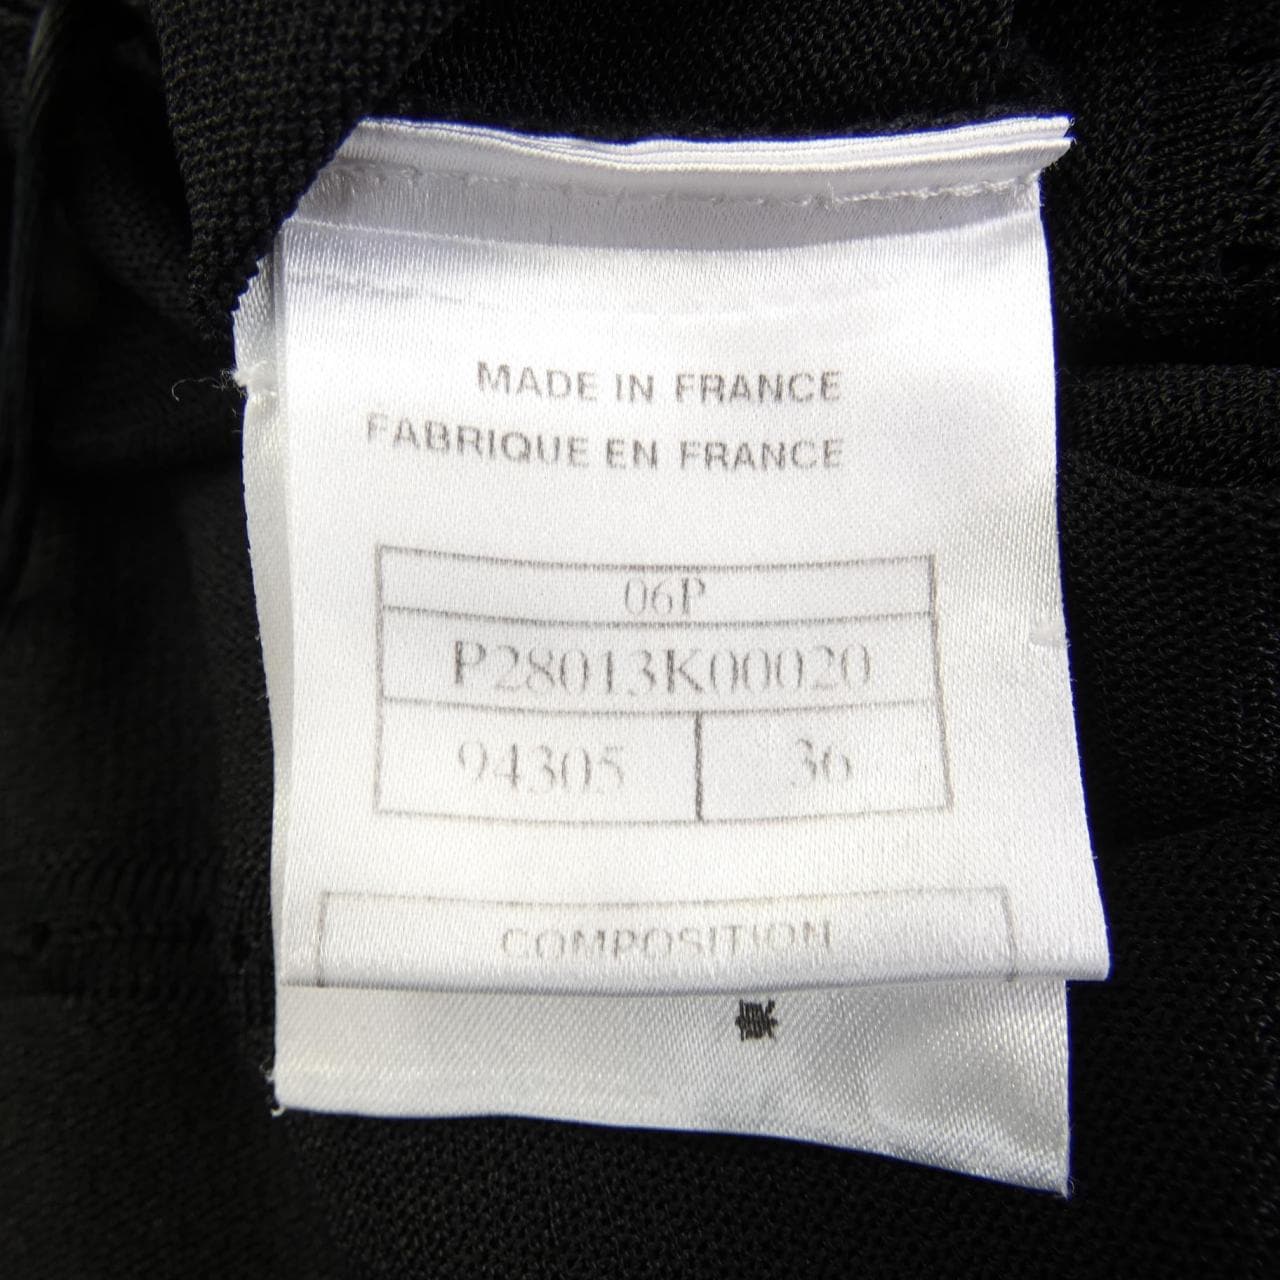 MADE IN FRANCE
FABRIQUE EN FRANCE
06P
P28013K00020
94305 36
COMPOSITION